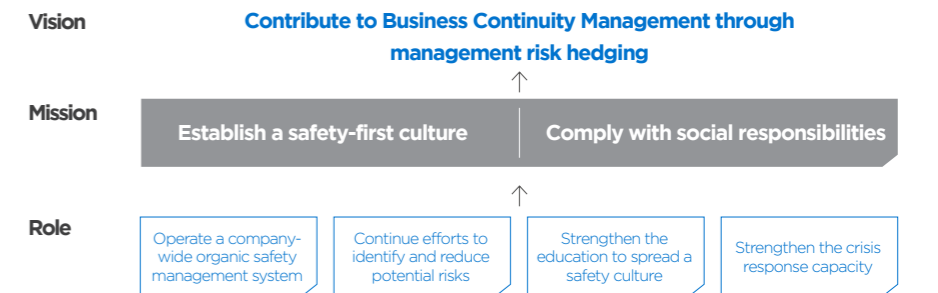 Vision
Contribute to Business Continuity Management through
management risk hedging
Mission
Establish a safety-first culture
Comply with social responsibilities
Role
Operate a company-
wide organic safety
management system
Continue efforts to
identify and reduce
potential risks
Strengthen the
education to spread a
safety culture
Strengthen the crisis
response capacity